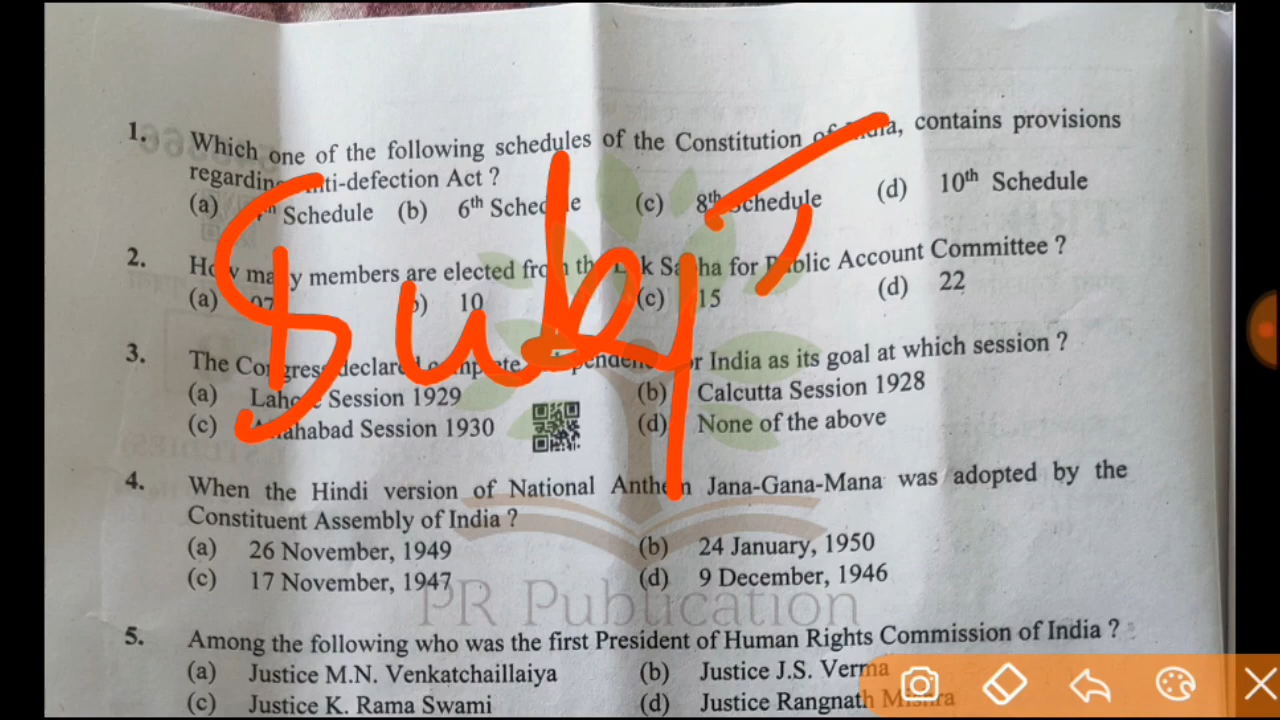 1. Which one of the following schedules of the Constitution of India, contains provisions
regarding Anti-defection Act ?
(a) Schedule (b) 6th Schedule (c) 8th Schedule (d) 10th Schedule
2. How many members are elected from the Lok Sabha for Public Account Committee ?
(a) 07 (b) 10 (c) 15 (d) 22
3. The Congress declared complete independence for India as its goal at which session ?
(a) Lahore Session 1929 (b) Calcutta Session 1928
(c) Allahabad Session 1930 (d) None of the above
4. When the Hindi version of National Anthem Jana-Gana-Mana was adopted by the
Constituent Assembly of India ?
(a) 26 November, 1949 (b) 24 January, 1950
(c) 17 November, 1947 (d) 9 December, 1946
PR Publication
5. Among the following who was the first President of Human Rights Commission of India ?
(a) Justice M.N. Venkatchaillaiya (b) Justice J.S. Verma
(c) Justice K. Rama Swami (d) Justice Rangnath Mishra